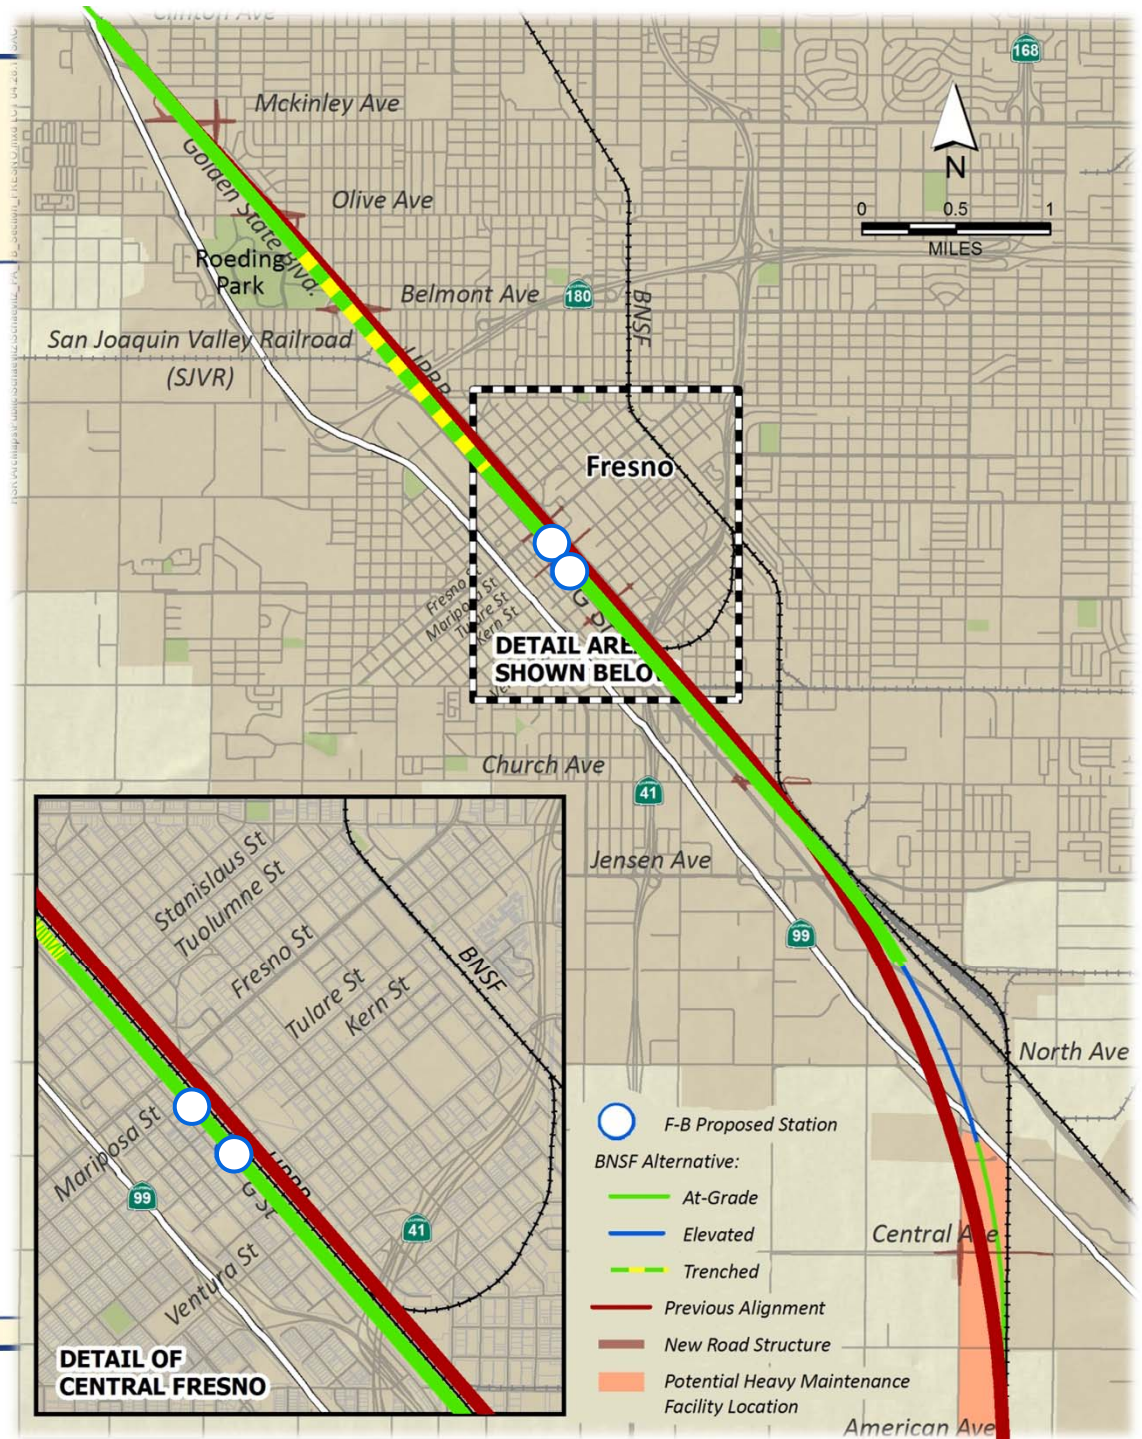 Clinton Ave
168
Mckinley Ave
N
Golden State Blvd.
Olive Ave
0 0.5 1
MILES
Roeding
Park
Belmont Ave
180
BNSF
San Joaquin Valley Railroad
(SJVR)
UPRR
Fresno
Fresno St
Mariposa St
Tulare St
Kern St
G St
DETAIL AREA
SHOWN BELOW
Church Ave
41
Jensen Ave
99
North Ave
Stanislaus St
Tuolumne St
Fresno St
Tulare St
Kern St
BNSF
Mariposa St
UPRR
G St
99
41
Ventura St
DETAIL OF
CENTRAL FRESNO
F-B Proposed Station
BNSF Alternative:
At-Grade
Elevated
Trenched
Previous Alignment
New Road Structure
Potential Heavy Maintenance
Facility Location
Central Ave
American Ave